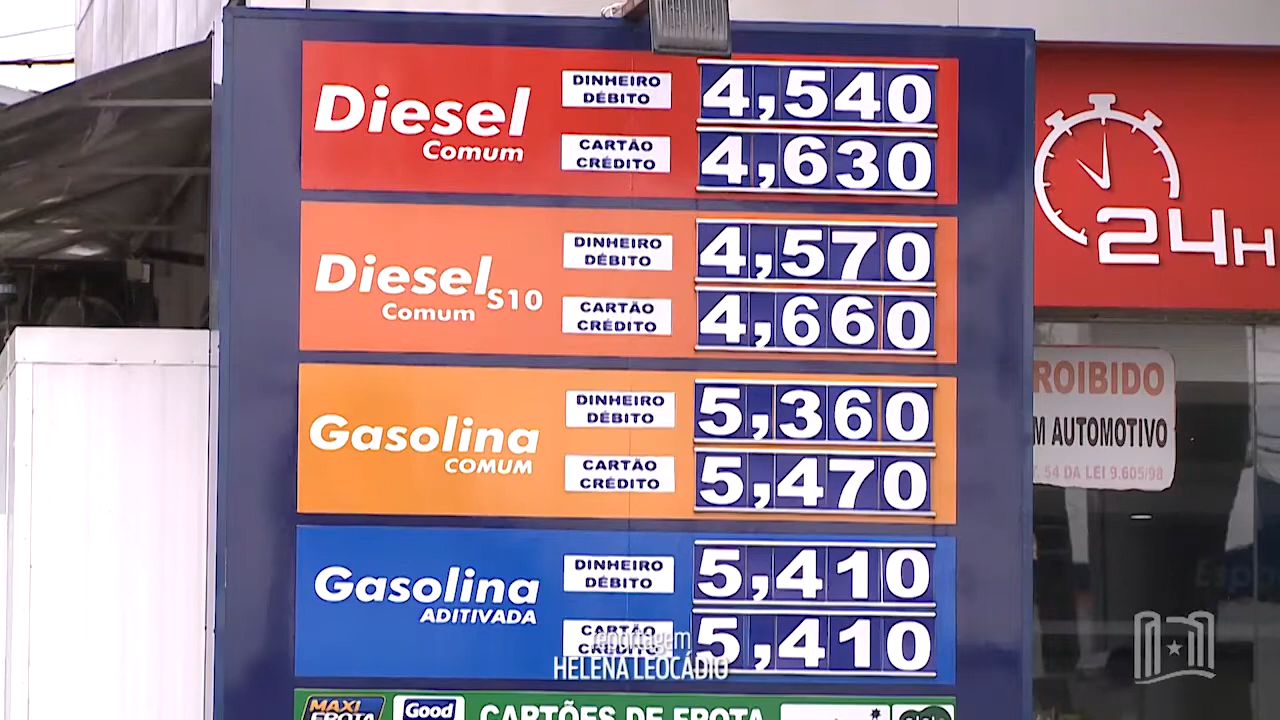 Diesel
Comum
DINHEIRO
DÉBITO
4,540
CARTÃO
CRÉDITO
4,630
Diesel S10
Comum
DINHEIRO
DÉBITO
4,570
CARTÃO
CRÉDITO
4,660
Gasolina
COMUM
DINHEIRO
DÉBITO
5,360
CARTÃO
CRÉDITO
5,470
Gasolina
ADITIVADA
DINHEIRO
DÉBITO
5,410
CARTÃO
CRÉDITO
5,410
reportagem
HELENA LEOCÁDIO
MAXI
FROTA
Good
CARTÕES DE FROTA
24H
ROIBIDO
M AUTOMOTIVO
. 54 DA LEI 9.605/98